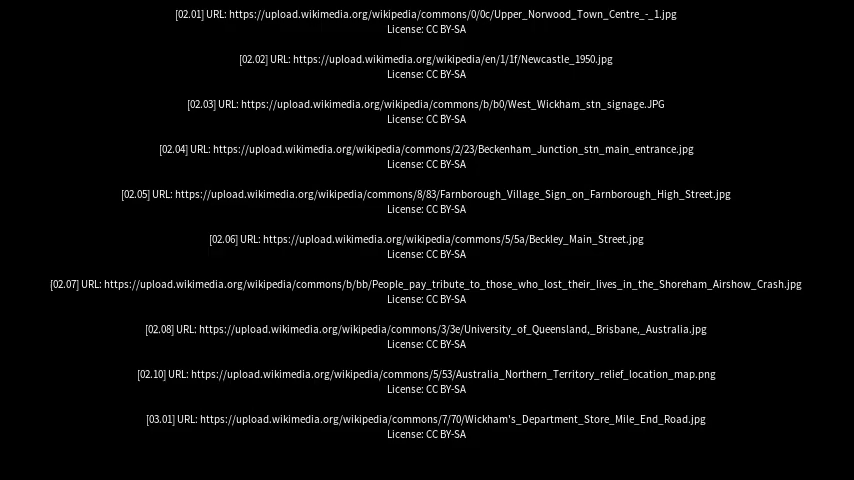 [02.01] URL: https://upload.wikimedia.org/wikipedia/commons/0/0c/Upper_Norwood_Town_Centre_-_1.jpg
License: CC BY-SA
[02.02] URL: https://upload.wikimedia.org/wikipedia/en/1/1f/Newcastle_1950.jpg
License: CC BY-SA
[02.03] URL: https://upload.wikimedia.org/wikipedia/commons/b/b0/West_Wickham_stn_signage.JPG
License: CC BY-SA
[02.04] URL: https://upload.wikimedia.org/wikipedia/commons/2/23/Beckenham_Junction_stn_main_entrance.jpg
License: CC BY-SA
[02.05] URL: https://upload.wikimedia.org/wikipedia/commons/8/83/Farnborough_Village_Sign_on_Farnborough_High_Street.jpg
License: CC BY-SA
[02.06] URL: https://upload.wikimedia.org/wikipedia/commons/5/5a/Beckley_Main_Street.jpg
License: CC BY-SA
[02.07] URL: https://upload.wikimedia.org/wikipedia/commons/b/bb/People_pay_tribute_to_those_who_lost_their_lives_in_the_Shoreham_Airshow_Crash.jpg
License: CC BY-SA
[02.08] URL: https://upload.wikimedia.org/wikipedia/commons/3/3e/University_of_Queensland,_Brisbane,_Australia.jpg
License: CC BY-SA
[02.10] URL: https://upload.wikimedia.org/wikipedia/commons/5/53/Australia_Northern_Territory_relief_location_map.png
License: CC BY-SA
[03.01] URL: https://upload.wikimedia.org/wikipedia/commons/7/70/Wickham's_Department_Store_Mile_End_Road.jpg
License: CC BY-SA